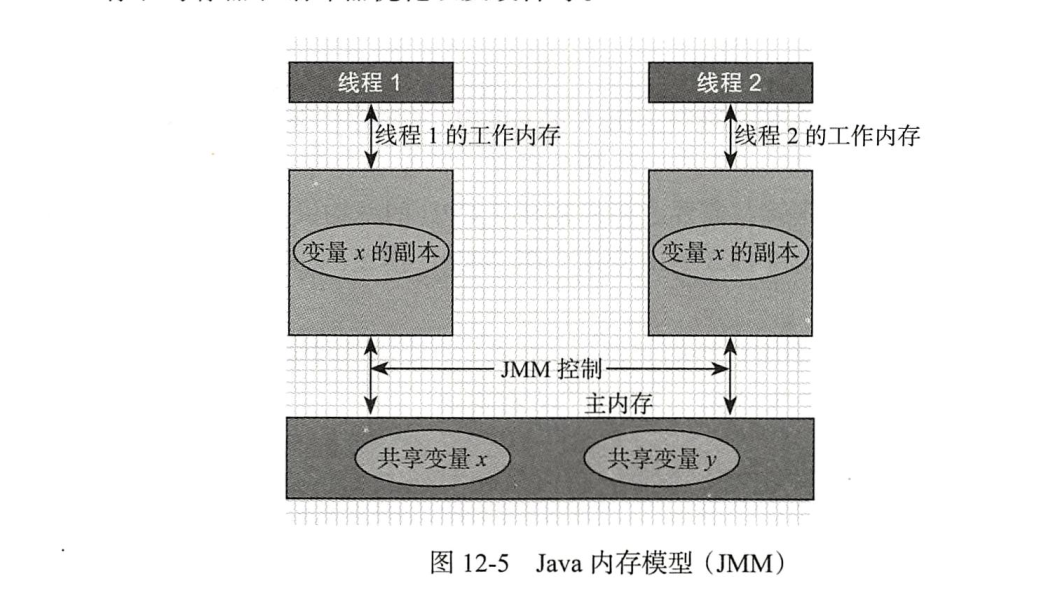 线程 1
线程 2
线程 1 的工作内存
线程 2 的工作内存
变量 x 的副本
变量 x 的副本
JMM 控制
主内存
共享变量 x
共享变量 y
图 12-5 Java 内存模型（JMM）